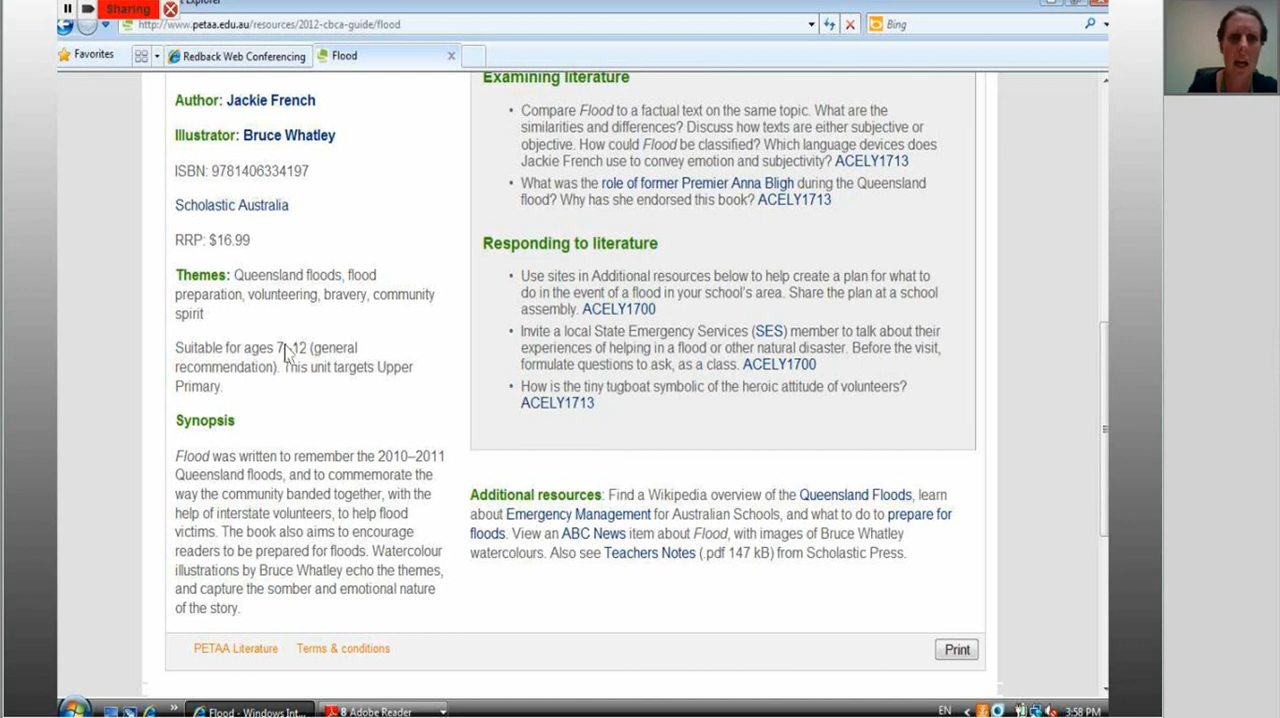 Sharing
t Explorer
http://www.petaa.edu.au/resources/2012-cbca-guide/flood
Bing
Favorites
Redback Web Conferencing
Flood
Author: Jackie French
Illustrator: Bruce Whatley
ISBN: 9781406334197
Scholastic Australia
RRP: $16.99
Themes: Queensland floods, flood
preparation, volunteering, bravery, community
spirit
Suitable for ages 7–12 (general
recommendation). This unit targets Upper
Primary.
Synopsis
Flood was written to remember the 2010–2011
Queensland floods, and to commemorate the
way the community banded together, with the
help of interstate volunteers, to help flood
victims. The book also aims to encourage
readers to be prepared for floods. Watercolour
illustrations by Bruce Whatley echo the themes,
and capture the somber and emotional nature
of the story.
Examining literature
• Compare Flood to a factual text on the same topic. What are the
similarities and differences? Discuss how texts are either subjective or
objective. How could Flood be classified? Which language devices does
Jackie French use to convey emotion and subjectivity? ACELY1713
• What was the role of former Premier Anna Bligh during the Queensland
flood? Why has she endorsed this book? ACELY1713
Responding to literature
• Use sites in Additional resources below to help create a plan for what to
do in the event of a flood in your school's area. Share the plan at a school
assembly. ACELY1700
• Invite a local State Emergency Services (SES) member to talk about their
experiences of helping in a flood or other natural disaster. Before the visit,
formulate questions to ask, as a class. ACELY1700
• How is the tiny tugboat symbolic of the heroic attitude of volunteers?
ACELY1713
Additional resources: Find a Wikipedia overview of the Queensland Floods, learn
about Emergency Management for Australian Schools, and what to do to prepare for
floods. View an ABC News item about Flood, with images of Bruce Whatley
watercolours. Also see Teachers Notes (.pdf 147 kB) from Scholastic Press.
PETAA Literature
Terms & conditions
Print
Flood - Windows Int...
8 Adobe Reader
EN
3:58 PM